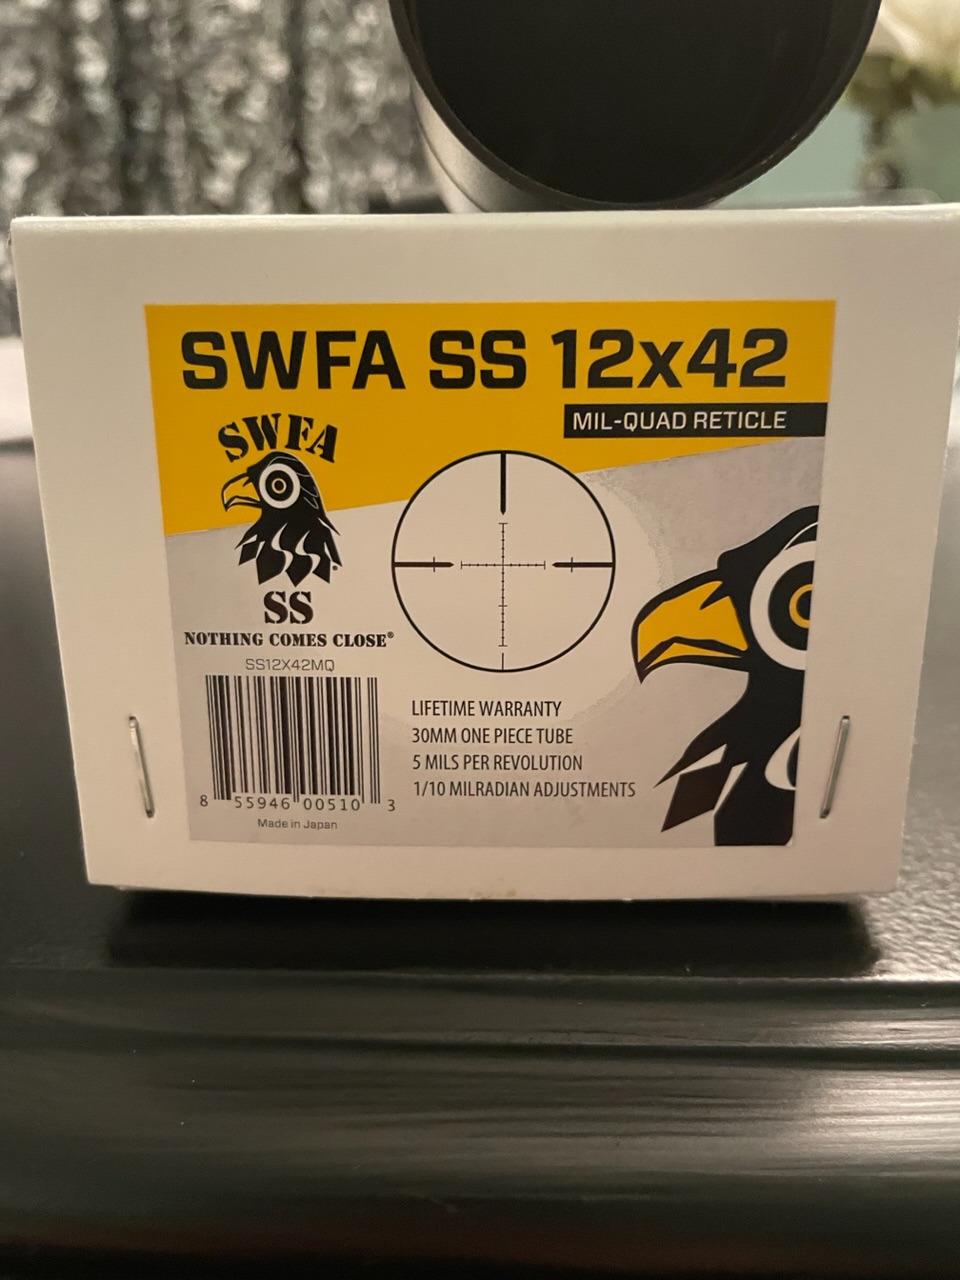 SWFA SS 12x42
MIL-QUAD RETICLE
SWFA
SS
SS
NOTHING COMES CLOSE®
SS12X42MQ
8 55946 00510 3
Made in Japan
LIFETIME WARRANTY
30MM ONE PIECE TUBE
5 MILS PER REVOLUTION
1/10 MILRADIAN ADJUSTMENTS